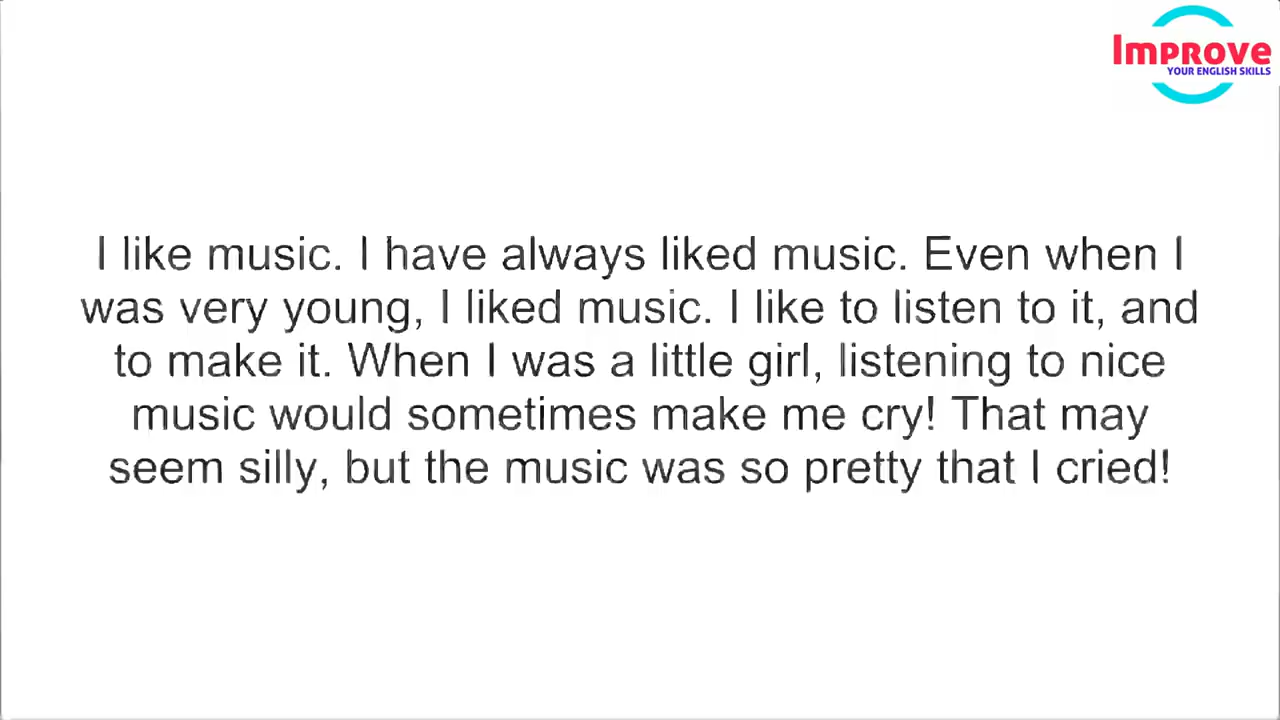 Improve
YOUR ENGLISH SKILLS
I like music. I have always liked music. Even when I
was very young, I liked music. I like to listen to it, and
to make it. When I was a little girl, listening to nice
music would sometimes make me cry! That may
seem silly, but the music was so pretty that I cried!